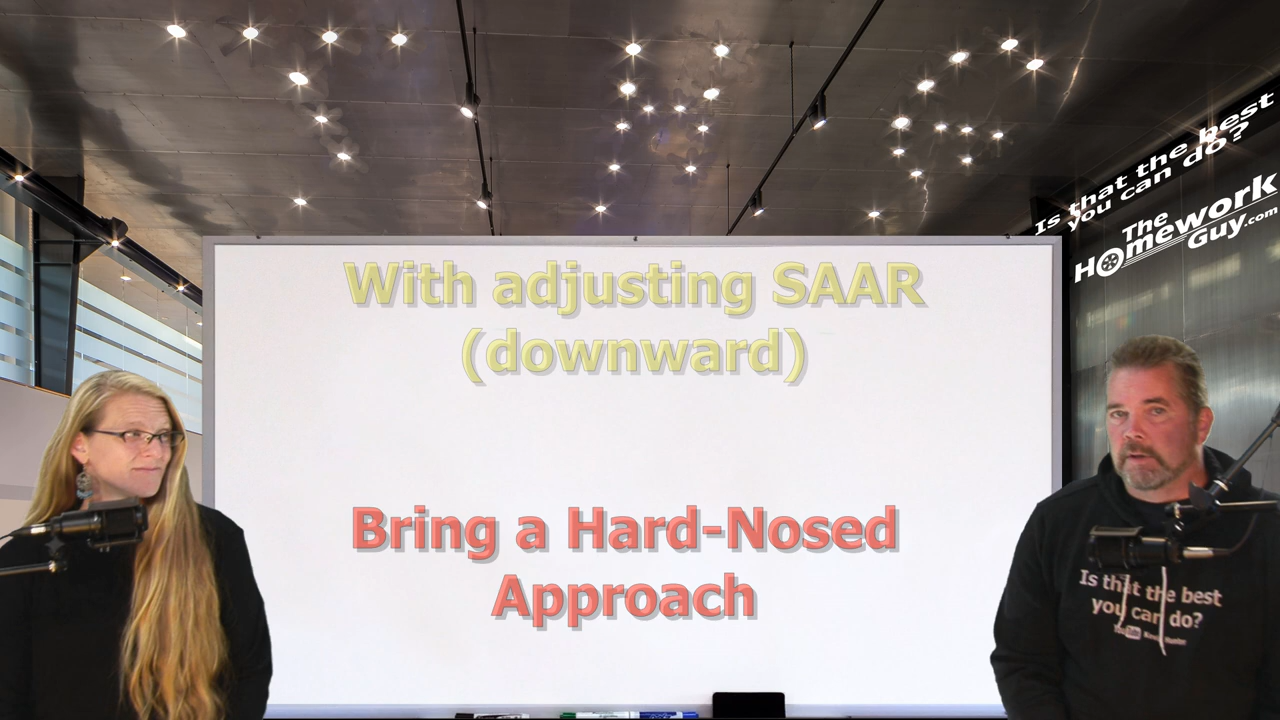 Is that the best
you can do?
The
Homework
Guy.com
With adjusting SAAR
(downward)
Bring a Hard-Nosed
Approach
Is that the best
you can do?